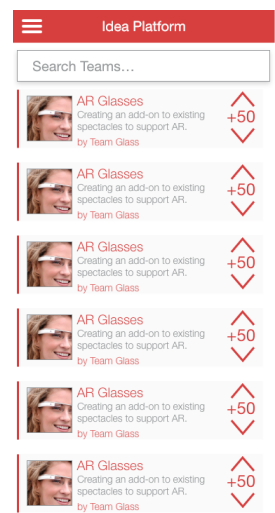 Idea Platform
Search Teams...
AR Glasses
Creating an add-on to existing
spectacles to support AR.
by Team Glass
+50
AR Glasses
Creating an add-on to existing
spectacles to support AR.
by Team Glass
+50
AR Glasses
Creating an add-on to existing
spectacles to support AR.
by Team Glass
+50
AR Glasses
Creating an add-on to existing
spectacles to support AR.
by Team Glass
+50
AR Glasses
Creating an add-on to existing
spectacles to support AR.
by Team Glass
+50
AR Glasses
Creating an add-on to existing
spectacles to support AR.
by Team Glass
+50